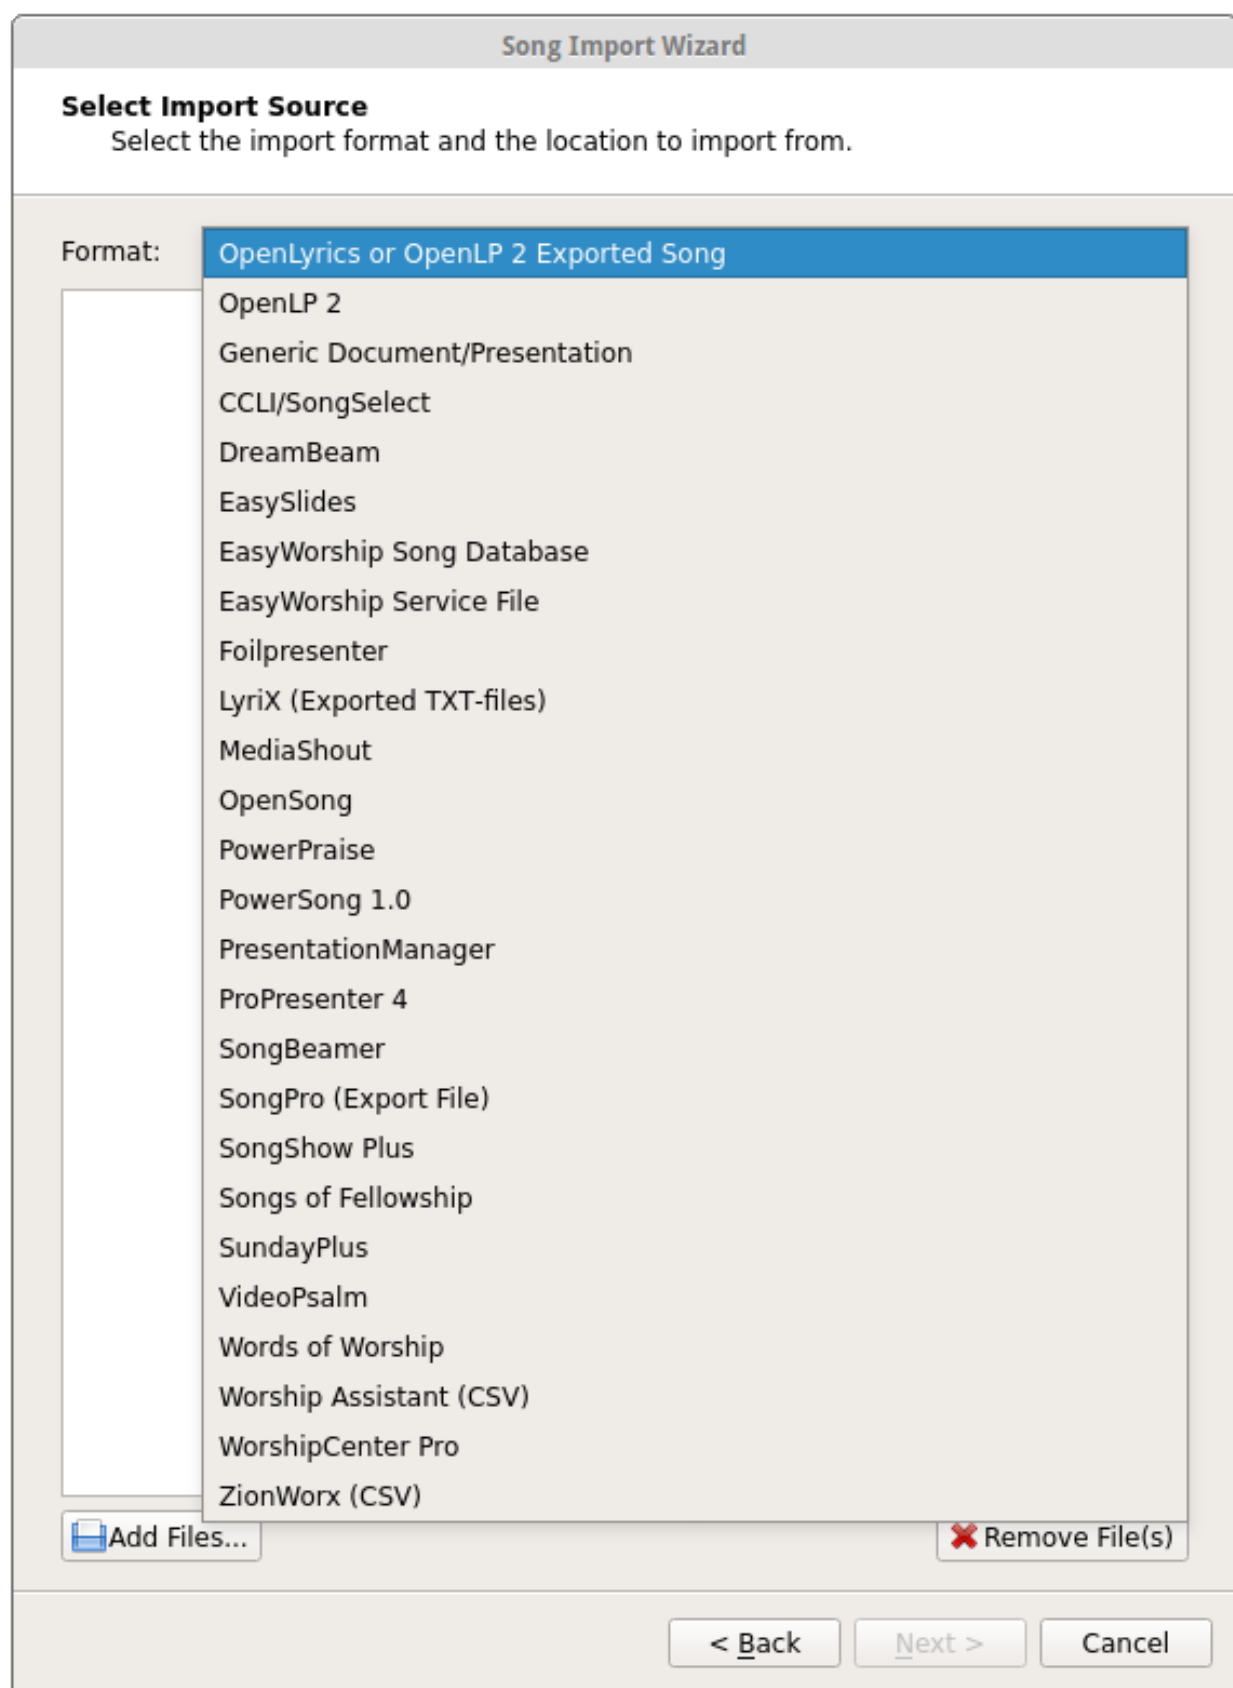 Song Import Wizard
Select Import Source
Select the import format and the location to import from.
Format:
OpenLyrics or OpenLP 2 Exported Song
OpenLP 2
Generic Document/Presentation
CCLI/SongSelect
DreamBeam
EasySlides
EasyWorship Song Database
EasyWorship Service File
Foilpresenter
LyriX (Exported TXT-files)
MediaShout
OpenSong
PowerPraise
PowerSong 1.0
PresentationManager
ProPresenter 4
SongBeamer
SongPro (Export File)
SongShow Plus
Songs of Fellowship
SundayPlus
VideoPsalm
Words of Worship
Worship Assistant (CSV)
WorshipCenter Pro
ZionWorx (CSV)
Add Files... Remove File(s)
< Back Next > Cancel